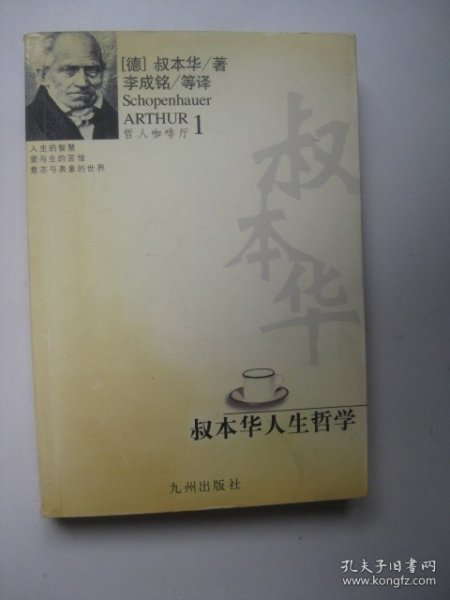 [德] 叔本华/著
李成铭/等译
Schopenhauer
ARTHUR 1
哲人咖啡厅
人生的智慧
爱与生的苦恼
意志与表象的世界
叔本华
叔本华人生哲学
九州出版社
孔夫子旧书网
www.kongfz.com